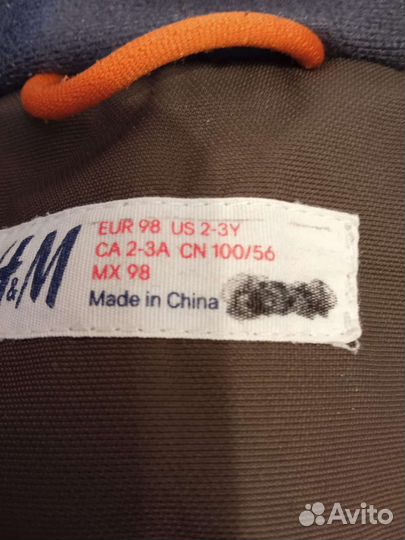 EUR 98 US 2-3Y
CA 2-3A CN 100/56
MX 98
H&M
Made in China
Avito